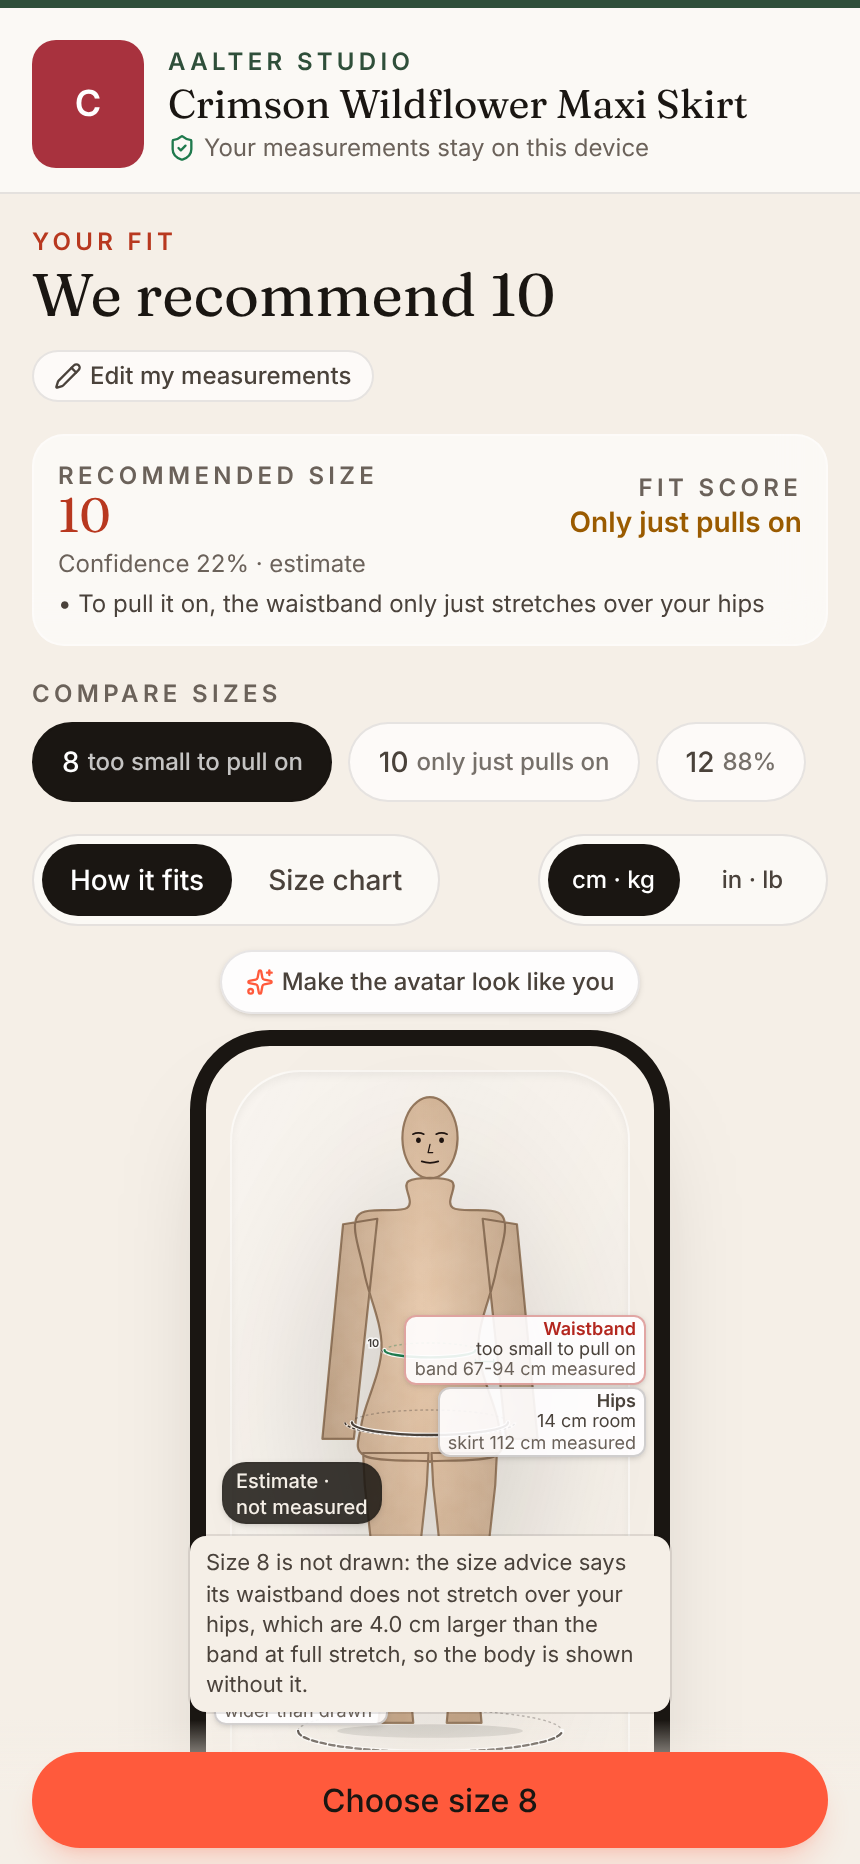 C
AALTER STUDIO
Crimson Wildflower Maxi Skirt
Your measurements stay on this device
YOUR FIT
We recommend 10
Edit my measurements
RECOMMENDED SIZE
10
Confidence 22% · estimate
FIT SCORE
Only just pulls on
• To pull it on, the waistband only just stretches over your hips
COMPARE SIZES
8 too small to pull on
10 only just pulls on
12 88%
How it fits
Size chart
cm · kg
in · lb
Make the avatar look like you
10
Waistband
too small to pull on
band 67-94 cm measured
Hips
14 cm room
skirt 112 cm measured
Estimate ·
not measured
Size 8 is not drawn: the size advice says
its waistband does not stretch over your
hips, which are 4.0 cm larger than the
band at full stretch, so the body is shown
without it.
wider than drawn
Choose size 8